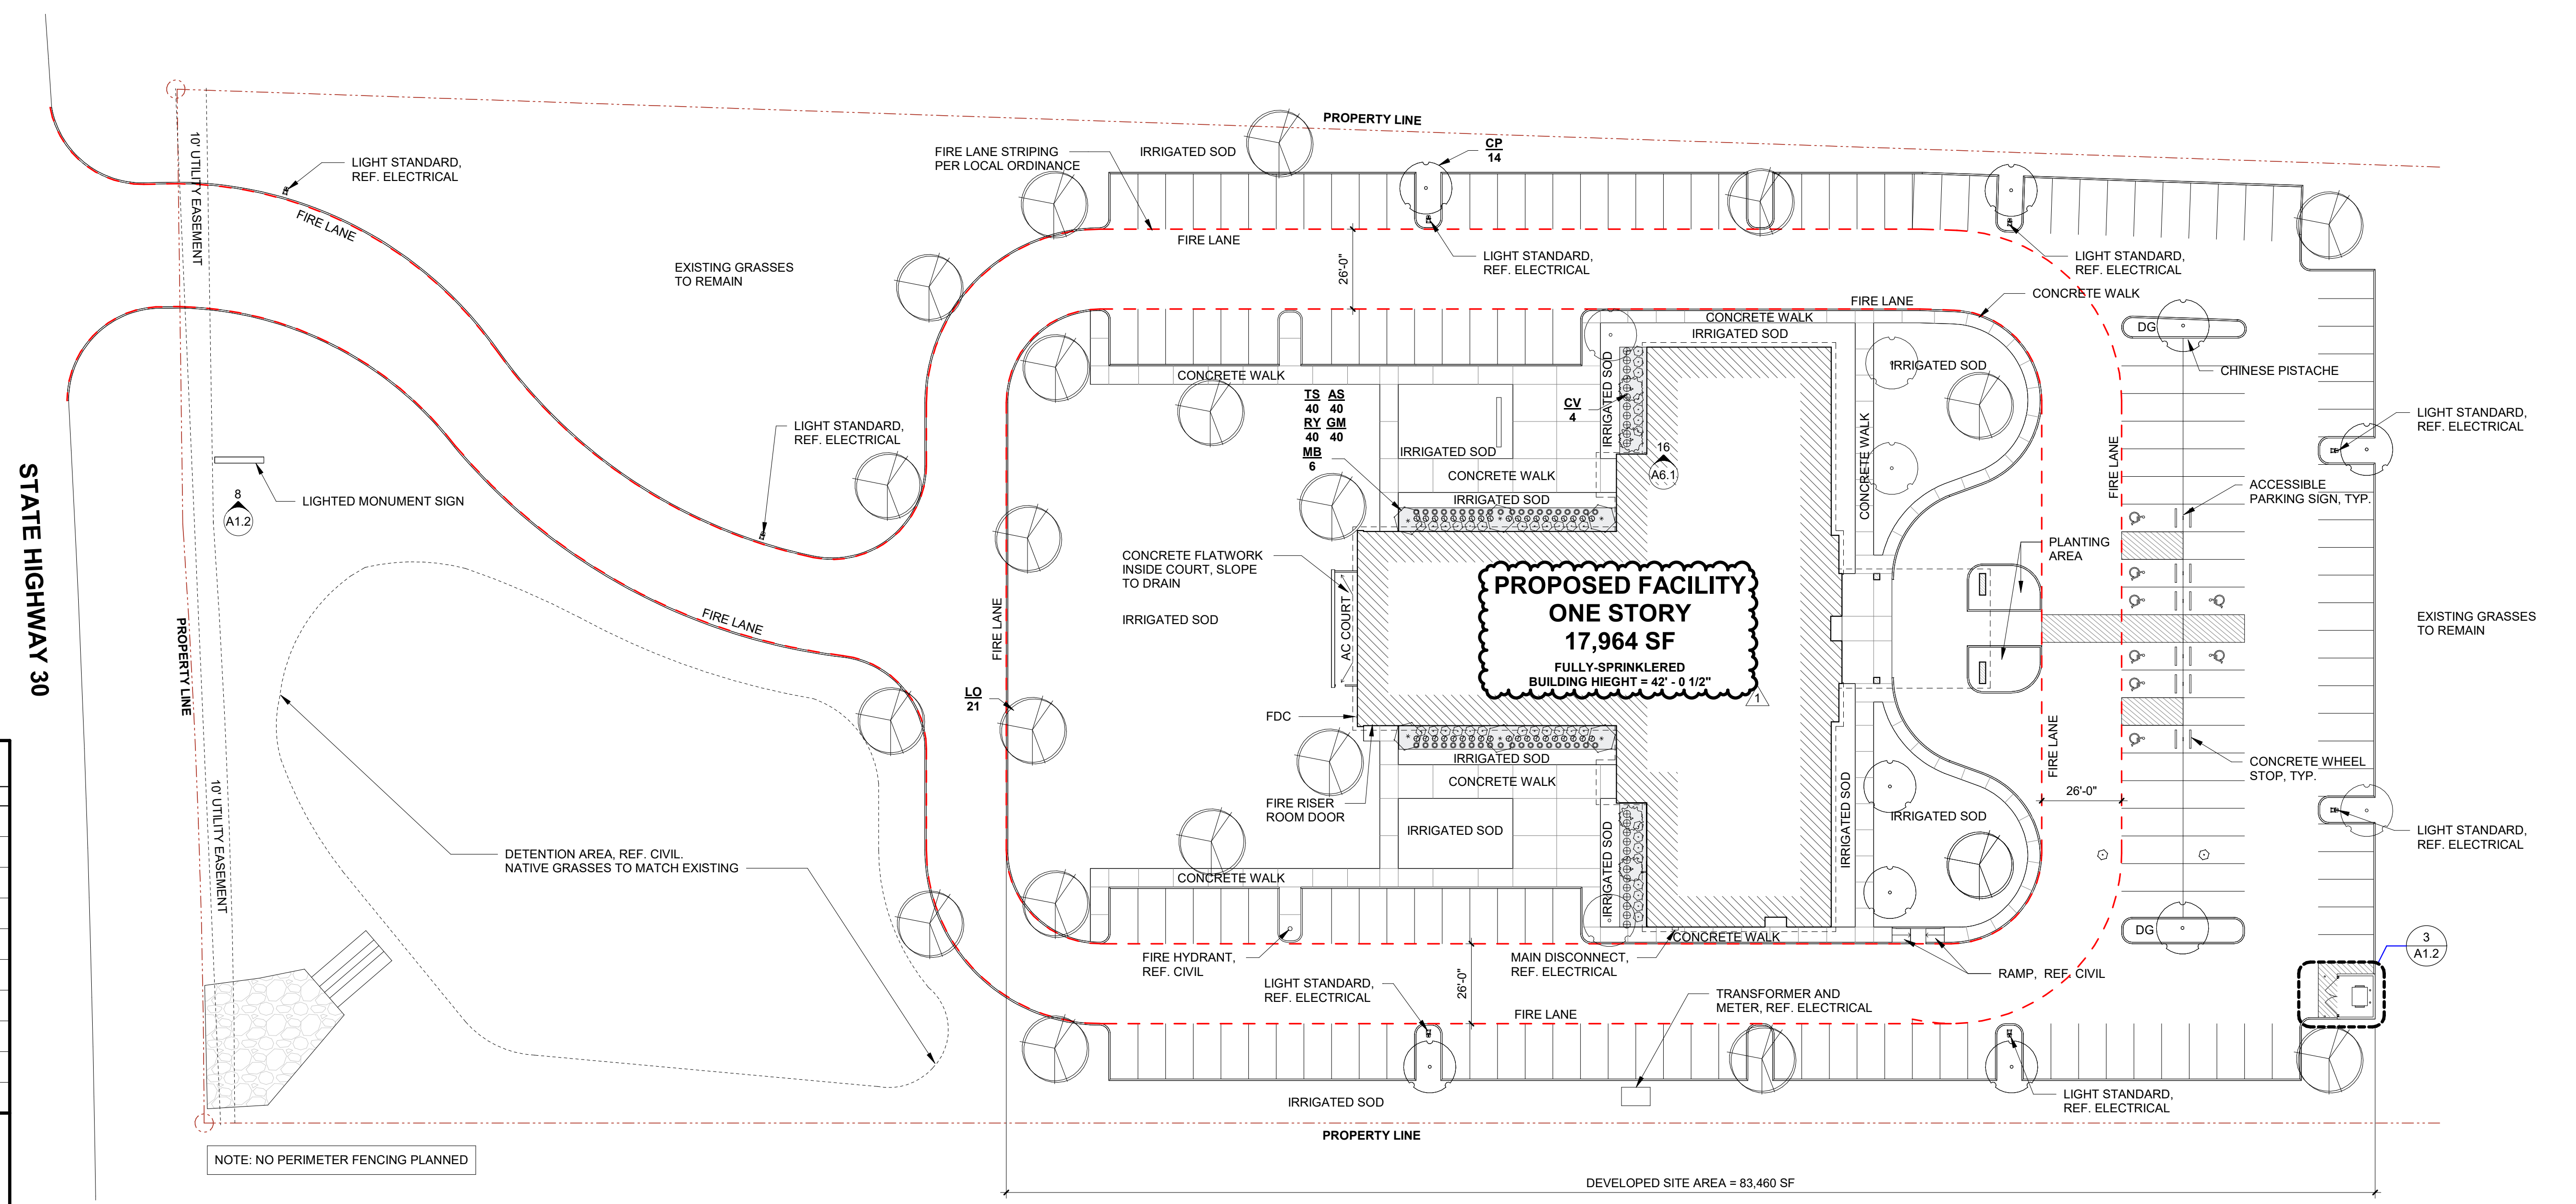 PROPERTY LINE
10' UTILITY EASEMENT
LIGHT STANDARD,
REF. ELECTRICAL
FIRE LANE
FIRE LANE STRIPING
PER LOCAL ORDINANCE
IRRIGATED SOD
CP
14
FIRE LANE
LIGHT STANDARD,
REF. ELECTRICAL
LIGHT STANDARD,
REF. ELECTRICAL
EXISTING GRASSES
TO REMAIN
26'-0"
CONCRETE WALK
FIRE LANE
CONCRETE WALK
IRRIGATED SOD
DG
CHINESE PISTACHE
IRRIGATED SOD
IRRIGATED SOD
CONCRETE WALK
TS AS
40 40
RY GM
40 40
MB
6
CV
4
LIGHT STANDARD,
REF. ELECTRICAL
LIGHT STANDARD,
REF. ELECTRICAL
IRRIGATED SOD
16
A6.1
CONCRETE WALK
FIRE LANE
CONCRETE WALK
IRRIGATED SOD
ACCESSIBLE
PARKING SIGN, TYP.
STATE HIGHWAY 30
LIGHTED MONUMENT SIGN
8
A1.2
CONCRETE FLATWORK
INSIDE COURT, SLOPE
TO DRAIN
PLANTING
AREA
PROPOSED FACILITY
ONE STORY
17,964 SF
FULLY-SPRINKLERED
BUILDING HIEGHT = 42' - 0 1/2"
1
AC COURT
IRRIGATED SOD
FIRE LANE
FIRE LANE
PROPERTY LINE
EXISTING GRASSES
TO REMAIN
LO
21
FDC
FIRE LANE
IRRIGATED SOD
CONCRETE WALK
CONCRETE WHEEL
STOP, TYP.
26'-0"
FIRE RISER
ROOM DOOR
IRRIGATED SOD
IRRIGATED SOD
IRRIGATED SOD
IRRIGATED SOD
LIGHT STANDARD,
REF. ELECTRICAL
10' UTILITY EASEMENT
DETENTION AREA, REF. CIVIL.
NATIVE GRASSES TO MATCH EXISTING
CONCRETE WALK
DG
CONCRETE WALK
3
A1.2
FIRE HYDRANT,
REF. CIVIL
MAIN DISCONNECT,
REF. ELECTRICAL
RAMP, REF. CIVIL
LIGHT STANDARD,
REF. ELECTRICAL
26'-0"
TRANSFORMER AND
METER, REF. ELECTRICAL
FIRE LANE
IRRIGATED SOD
LIGHT STANDARD,
REF. ELECTRICAL
PROPERTY LINE
NOTE: NO PERIMETER FENCING PLANNED
DEVELOPED SITE AREA = 83,460 SF